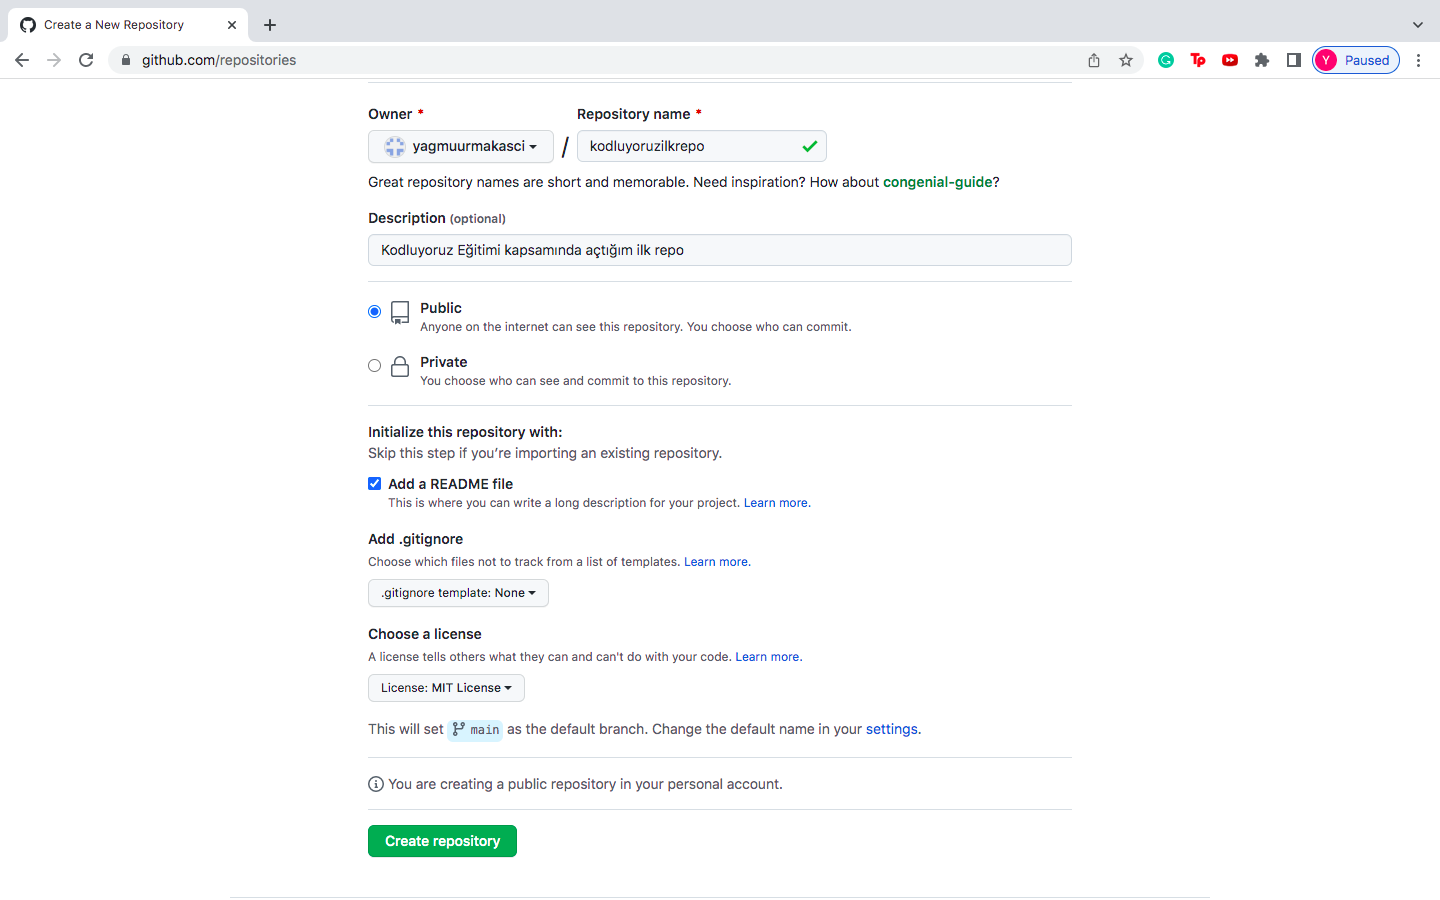 Create a New Repository
github.com/repositories
Tp
Y Paused
Owner *
Repository name *
yagmuurmakasci / kodluyoruzilkrepo
Great repository names are short and memorable. Need inspiration? How about congenial-guide?
Description (optional)
Kodluyoruz Eğitimi kapsamında açtığım ilk repo
Public
Anyone on the internet can see this repository. You choose who can commit.
Private
You choose who can see and commit to this repository.
Initialize this repository with:
Skip this step if you’re importing an existing repository.
Add a README file
This is where you can write a long description for your project. Learn more.
Add .gitignore
Choose which files not to track from a list of templates. Learn more.
.gitignore template: None
Choose a license
A license tells others what they can and can't do with your code. Learn more.
License: MIT License
This will set main as the default branch. Change the default name in your settings.
You are creating a public repository in your personal account.
Create repository